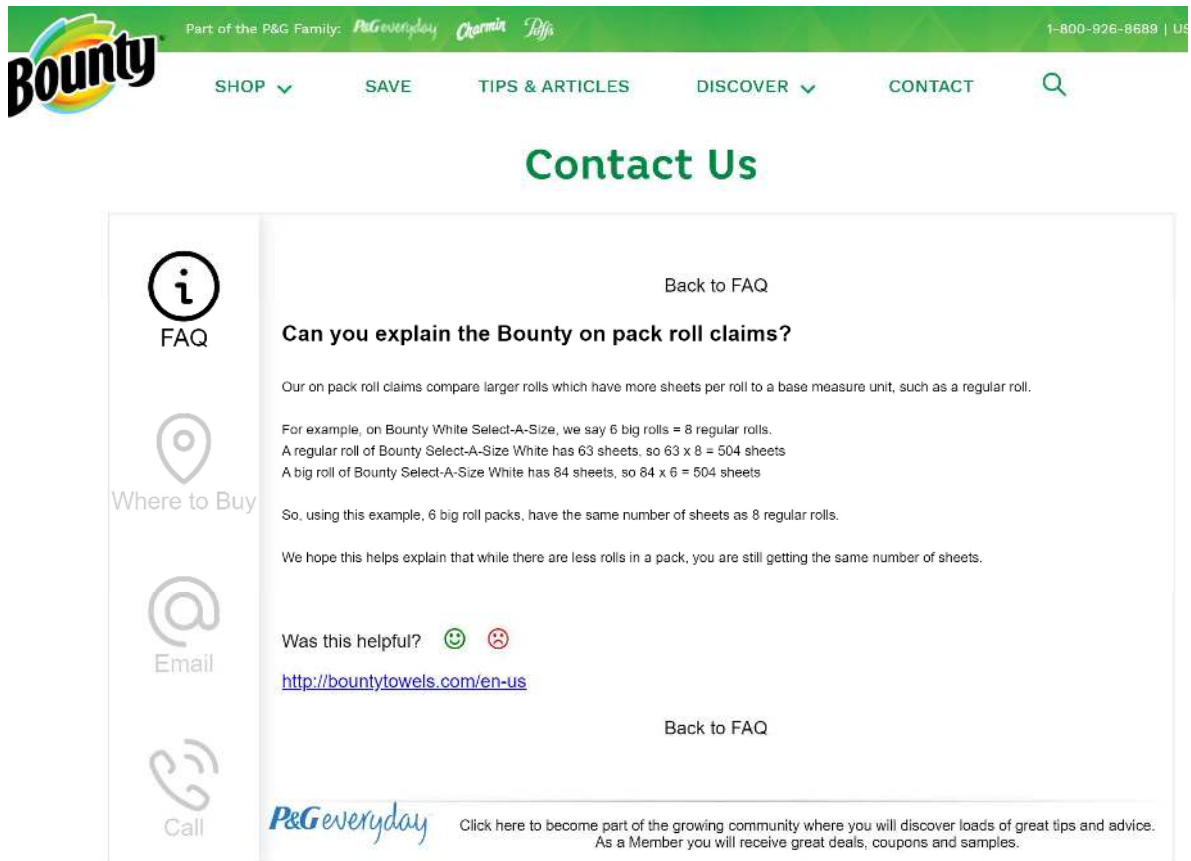 Bounty
Part of the P&G Family: P&Geveryday Charmin Puffs
1-800-926-8689 | US
SHOP SAVE TIPS & ARTICLES DISCOVER CONTACT
Contact Us
Back to FAQ
FAQ
Can you explain the Bounty on pack roll claims?
Our on pack roll claims compare larger rolls which have more sheets per roll to a base measure unit, such as a regular roll.
For example, on Bounty White Select-A-Size, we say 6 big rolls = 8 regular rolls.
A regular roll of Bounty Select-A-Size White has 63 sheets, so 63 x 8 = 504 sheets
A big roll of Bounty Select-A-Size White has 84 sheets, so 84 x 6 = 504 sheets
Where to Buy
So, using this example, 6 big roll packs, have the same number of sheets as 8 regular rolls.
We hope this helps explain that while there are less rolls in a pack, you are still getting the same number of sheets.
Was this helpful?
Email
http://bountytowels.com/en-us
Back to FAQ
Call
P&Geveryday
Click here to become part of the growing community where you will discover loads of great tips and advice.
As a Member you will receive great deals, coupons and samples.